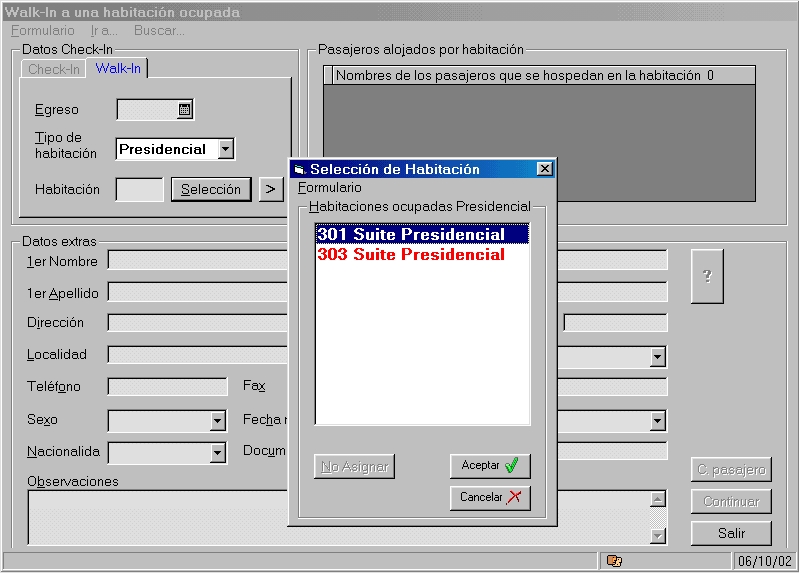 Walk-In a una habitación ocupada
Formulario Ir a... Buscar...
Datos Check-In
Check-In Walk-In
Egreso
Tipo de habitación
Presidencial
Habitación
Selección
>
Pasajeros alojados por habitación
Nombres de los pasajeros que se hospedan en la habitación 0
Selección de Habitación
Formulario
Habitaciones ocupadas Presidencial
301 Suite Presidencial
303 Suite Presidencial
No Asignar
Aceptar
Cancelar
Datos extras
1er Nombre
1er Apellido
Dirección
Localidad
Teléfono
Fax
Sexo
Fecha
Nacionalida
Docum
Observaciones
?
C. pasajero
Continuar
Salir
06/10/02